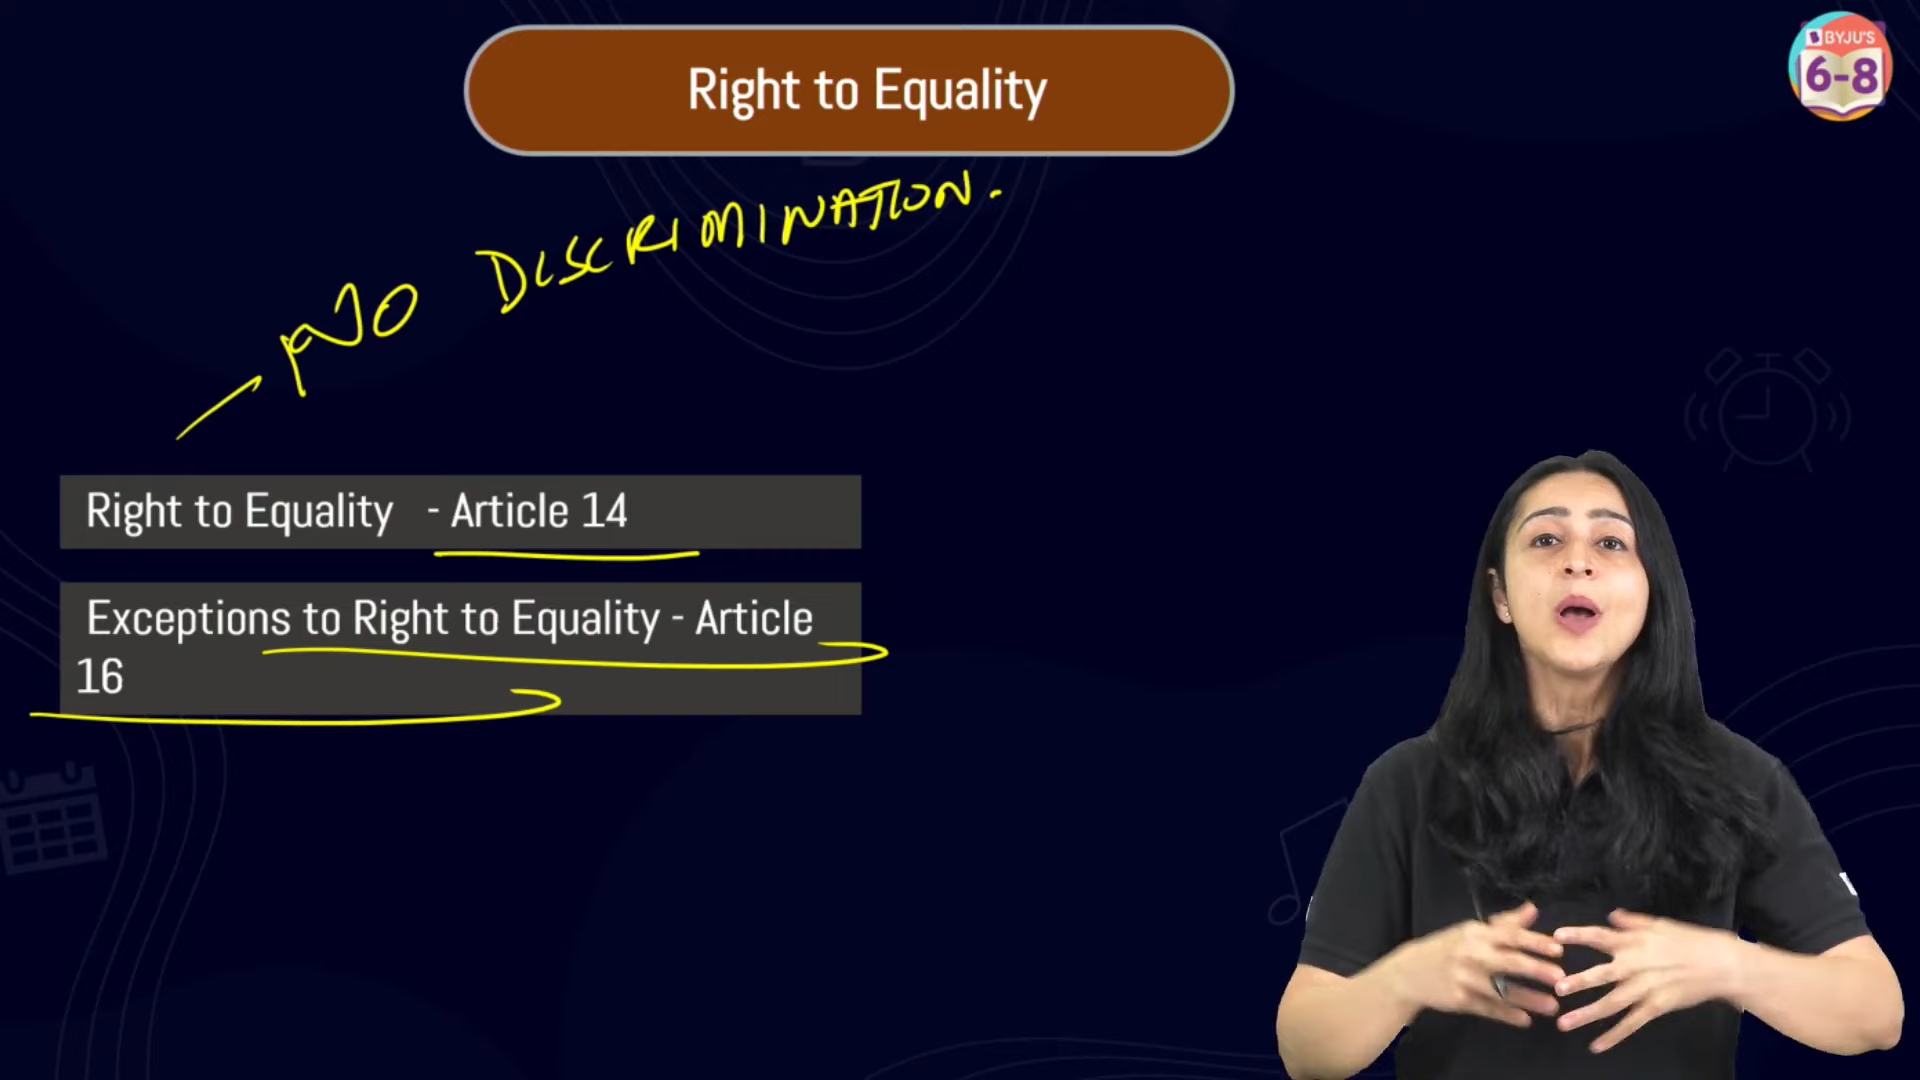 Right to Equality
BYJU'S
6-8
NO DISCRIMINATION.
Right to Equality - Article 14
Exceptions to Right to Equality - Article
16